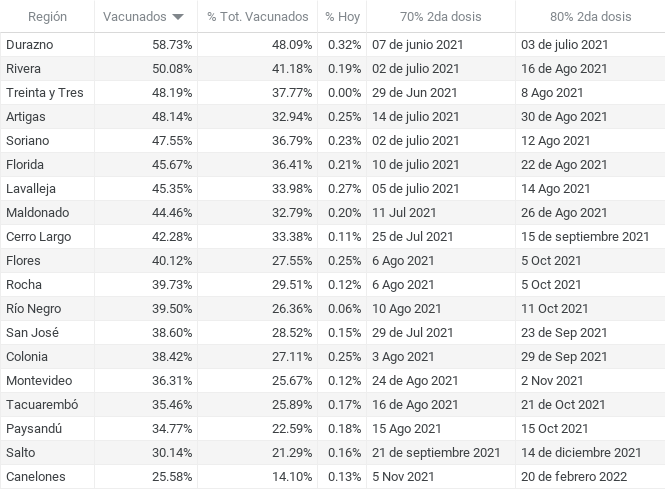 Región Vacunados % Tot. Vacunados % Hoy 70% 2da dosis 80% 2da dosis
Durazno 58.73% 48.09% 0.32% 07 de junio 2021 03 de julio 2021
Rivera 50.08% 41.18% 0.19% 02 de julio 2021 16 de Ago 2021
Treinta y Tres 48.19% 37.77% 0.00% 29 de Jun 2021 8 Ago 2021
Artigas 48.14% 32.94% 0.25% 14 de julio 2021 30 de Ago 2021
Soriano 47.55% 36.79% 0.23% 02 de julio 2021 12 Ago 2021
Florida 45.67% 36.41% 0.21% 10 de julio 2021 22 de Ago 2021
Lavalleja 45.35% 33.98% 0.27% 05 de julio 2021 14 Ago 2021
Maldonado 44.46% 32.79% 0.20% 11 Jul 2021 26 de Ago 2021
Cerro Largo 42.28% 33.38% 0.11% 25 de Jul 2021 15 de septiembre 2021
Flores 40.12% 27.55% 0.25% 6 Ago 2021 5 Oct 2021
Rocha 39.73% 29.51% 0.12% 6 Ago 2021 5 Oct 2021
Río Negro 39.50% 26.36% 0.06% 10 Ago 2021 11 Oct 2021
San José 38.60% 28.52% 0.15% 29 de Jul 2021 23 de Sep 2021
Colonia 38.42% 27.11% 0.25% 3 Ago 2021 29 de Sep 2021
Montevideo 36.31% 25.67% 0.12% 24 de Ago 2021 2 Nov 2021
Tacuarembó 35.46% 25.89% 0.17% 16 de Ago 2021 21 de Oct 2021
Paysandú 34.77% 22.59% 0.18% 15 Ago 2021 15 Oct 2021
Salto 30.14% 21.29% 0.16% 21 de septiembre 2021 14 de diciembre 2021
Canelones 25.58% 14.10% 0.13% 5 Nov 2021 20 de febrero 2022